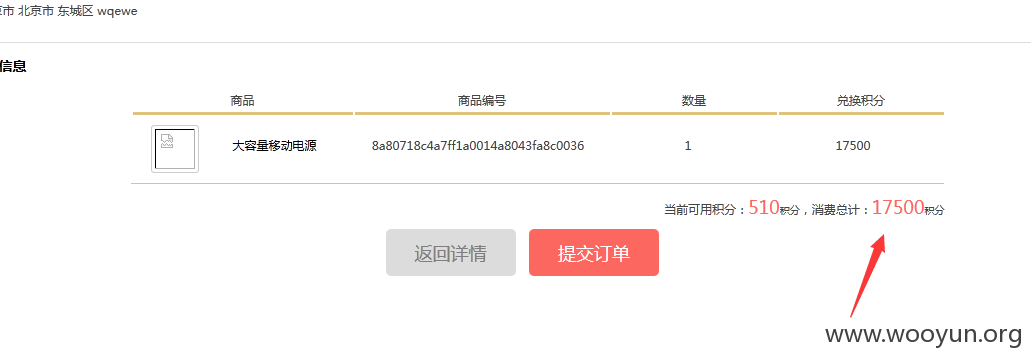 市 北京市 东城区 wqewe
信息
商品 商品编号 数量 兑换积分
大容量移动电源 8a80718c4a7ff1a0014a8043fa8c0036 1 17500
当前可用积分：510积分，消费总计：17500积分
返回详情 提交订单
www.wooyun.org